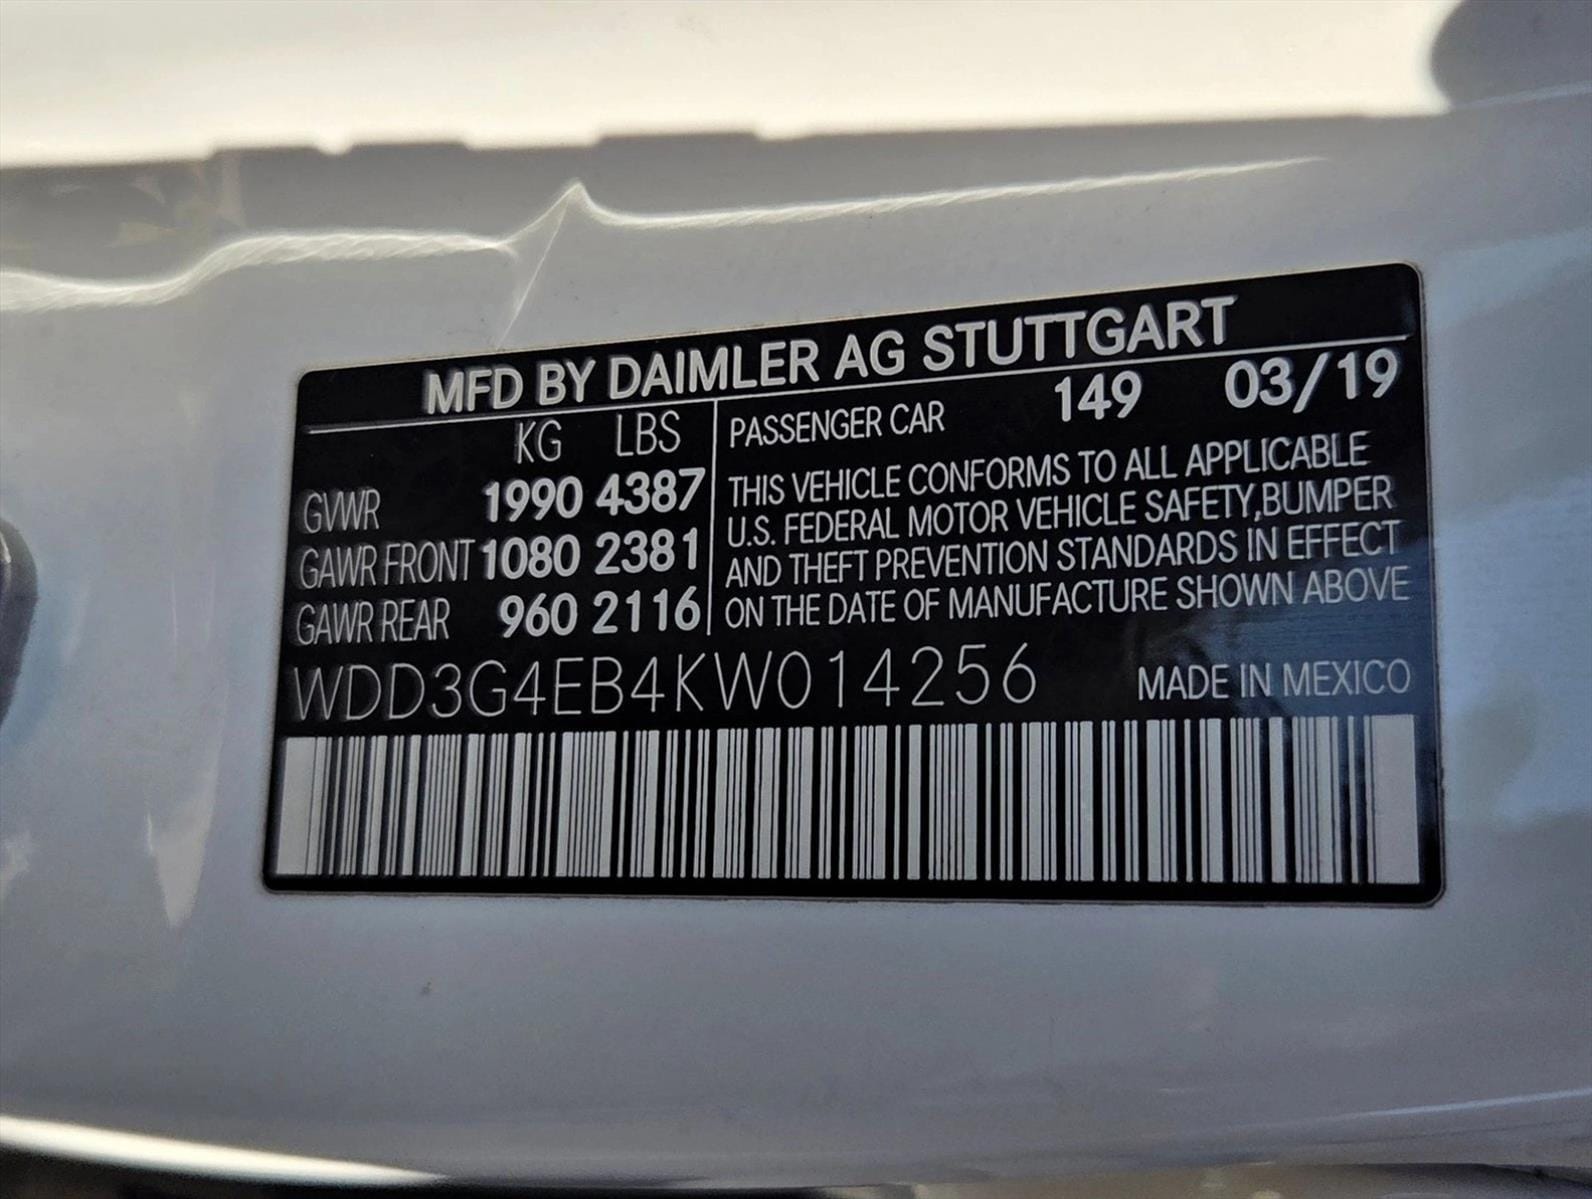 MFD BY DAIMLER AG STUTTGART
KG LBS
GVWR 1990 4387
GAWR FRONT 1080 2381
GAWR REAR 960 2116
PASSENGER CAR 149 03/19
THIS VEHICLE CONFORMS TO ALL APPLICABLE
U.S. FEDERAL MOTOR VEHICLE SAFETY,BUMPER
AND THEFT PREVENTION STANDARDS IN EFFECT
ON THE DATE OF MANUFACTURE SHOWN ABOVE
WDD3G4EB4KW014256 MADE IN MEXICO